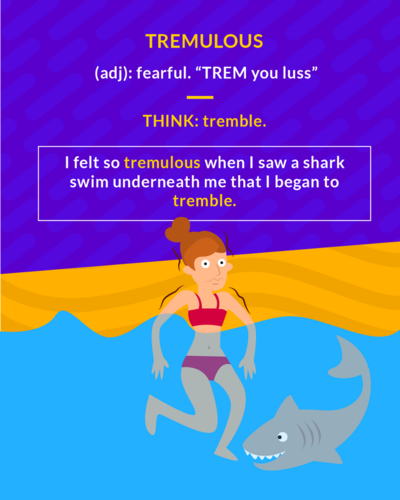 TREMULOUS
(adj): fearful. “TREM you luss”
THINK: tremble.
I felt so tremulous when I saw a shark
swim underneath me that I began to
tremble.